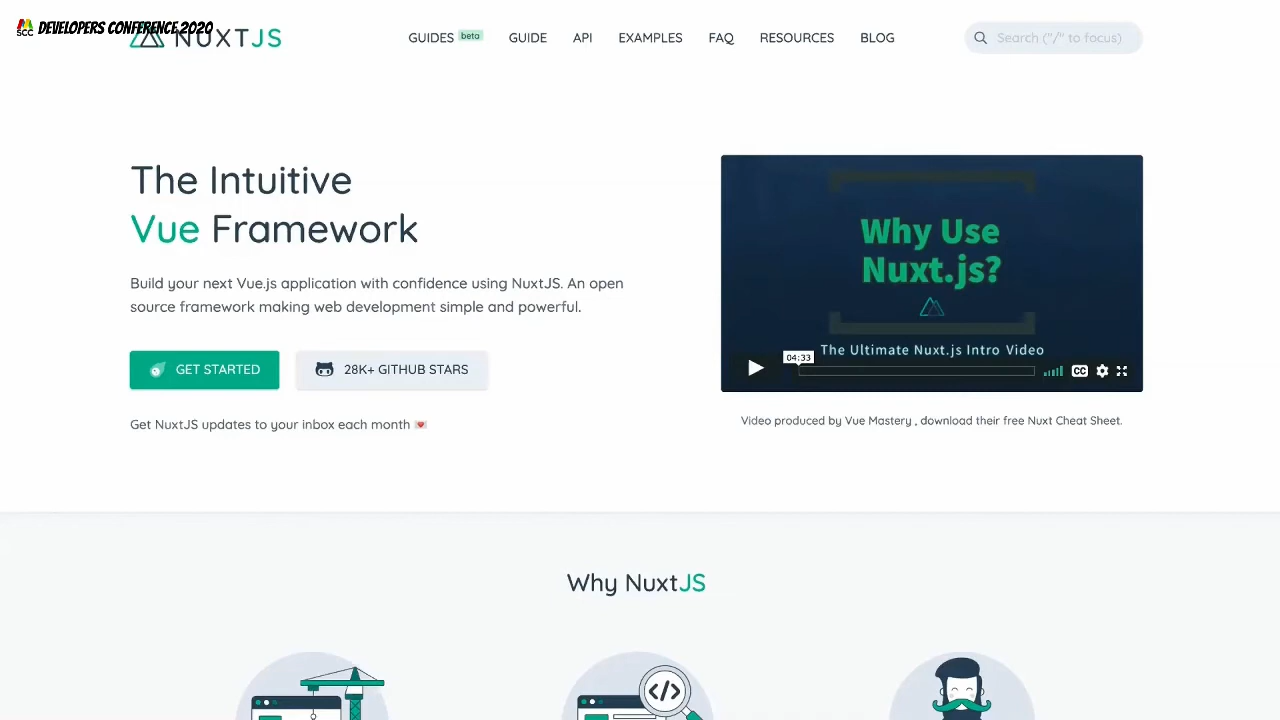 SCC DEVELOPERS CONFERENCE 2020
NUXTJS
GUIDES beta GUIDE API EXAMPLES FAQ RESOURCES BLOG
Search ("/" to focus)
The Intuitive
Vue Framework
Build your next Vue.js application with confidence using NuxtJS. An open
source framework making web development simple and powerful.
GET STARTED
28K+ GITHUB STARS
Get NuxtJS updates to your inbox each month
Why Use
Nuxt.js?
The Ultimate Nuxt.js Intro Video
04:33
CC
Video produced by Vue Mastery , download their free Nuxt Cheat Sheet.
Why NuxtJS
</>